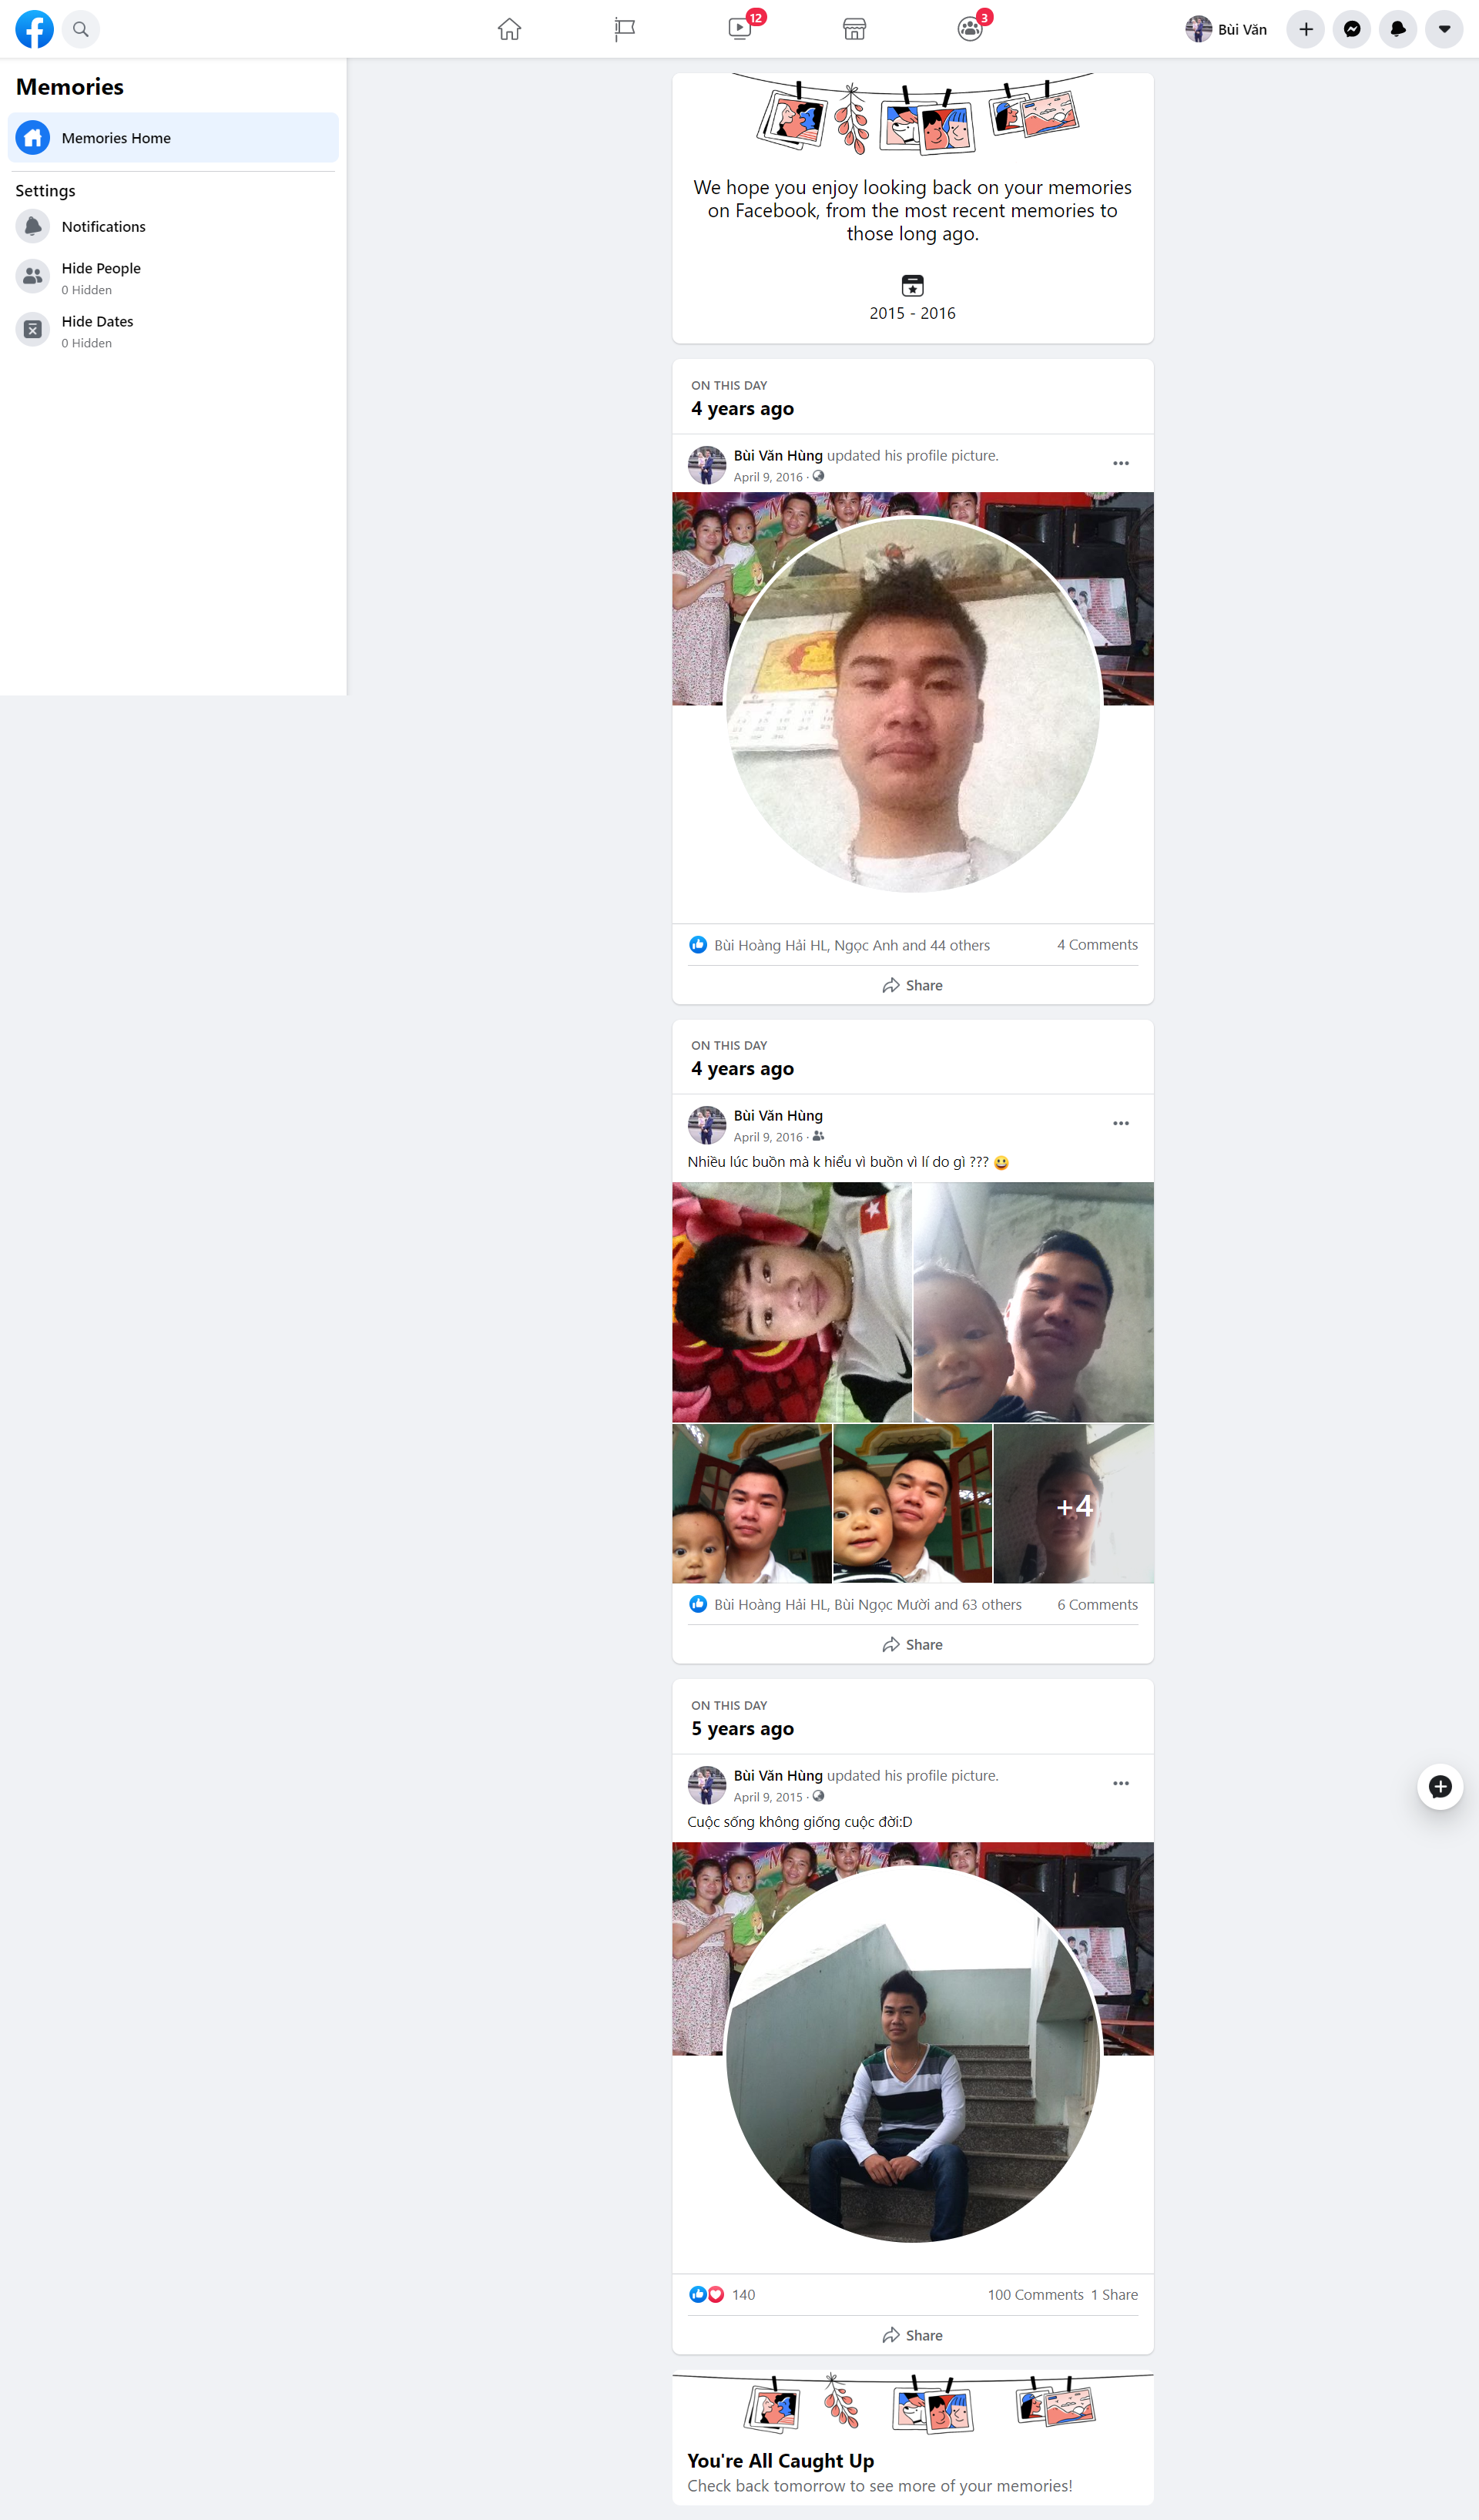 12
3
Bùi Văn
Memories
Memories Home
Settings
Notifications
Hide People
0 Hidden
Hide Dates
0 Hidden
We hope you enjoy looking back on your memories
on Facebook, from the most recent memories to
those long ago.
2015 - 2016
ON THIS DAY
4 years ago
Bùi Văn Hùng updated his profile picture.
April 9, 2016 ·
Bùi Hoàng Hải HL, Ngọc Anh and 44 others 4 Comments
Share
ON THIS DAY
4 years ago
Bùi Văn Hùng
April 9, 2016 ·
Nhiều lúc buồn mà k hiểu vì buồn vì lí do gì ??? 😀
+4
Bùi Hoàng Hải HL, Bùi Ngọc Mười and 63 others 6 Comments
Share
ON THIS DAY
5 years ago
Bùi Văn Hùng updated his profile picture.
April 9, 2015 ·
Cuộc sống không giống cuộc đời:D
140 100 Comments 1 Share
Share
You're All Caught Up
Check back tomorrow to see more of your memories!